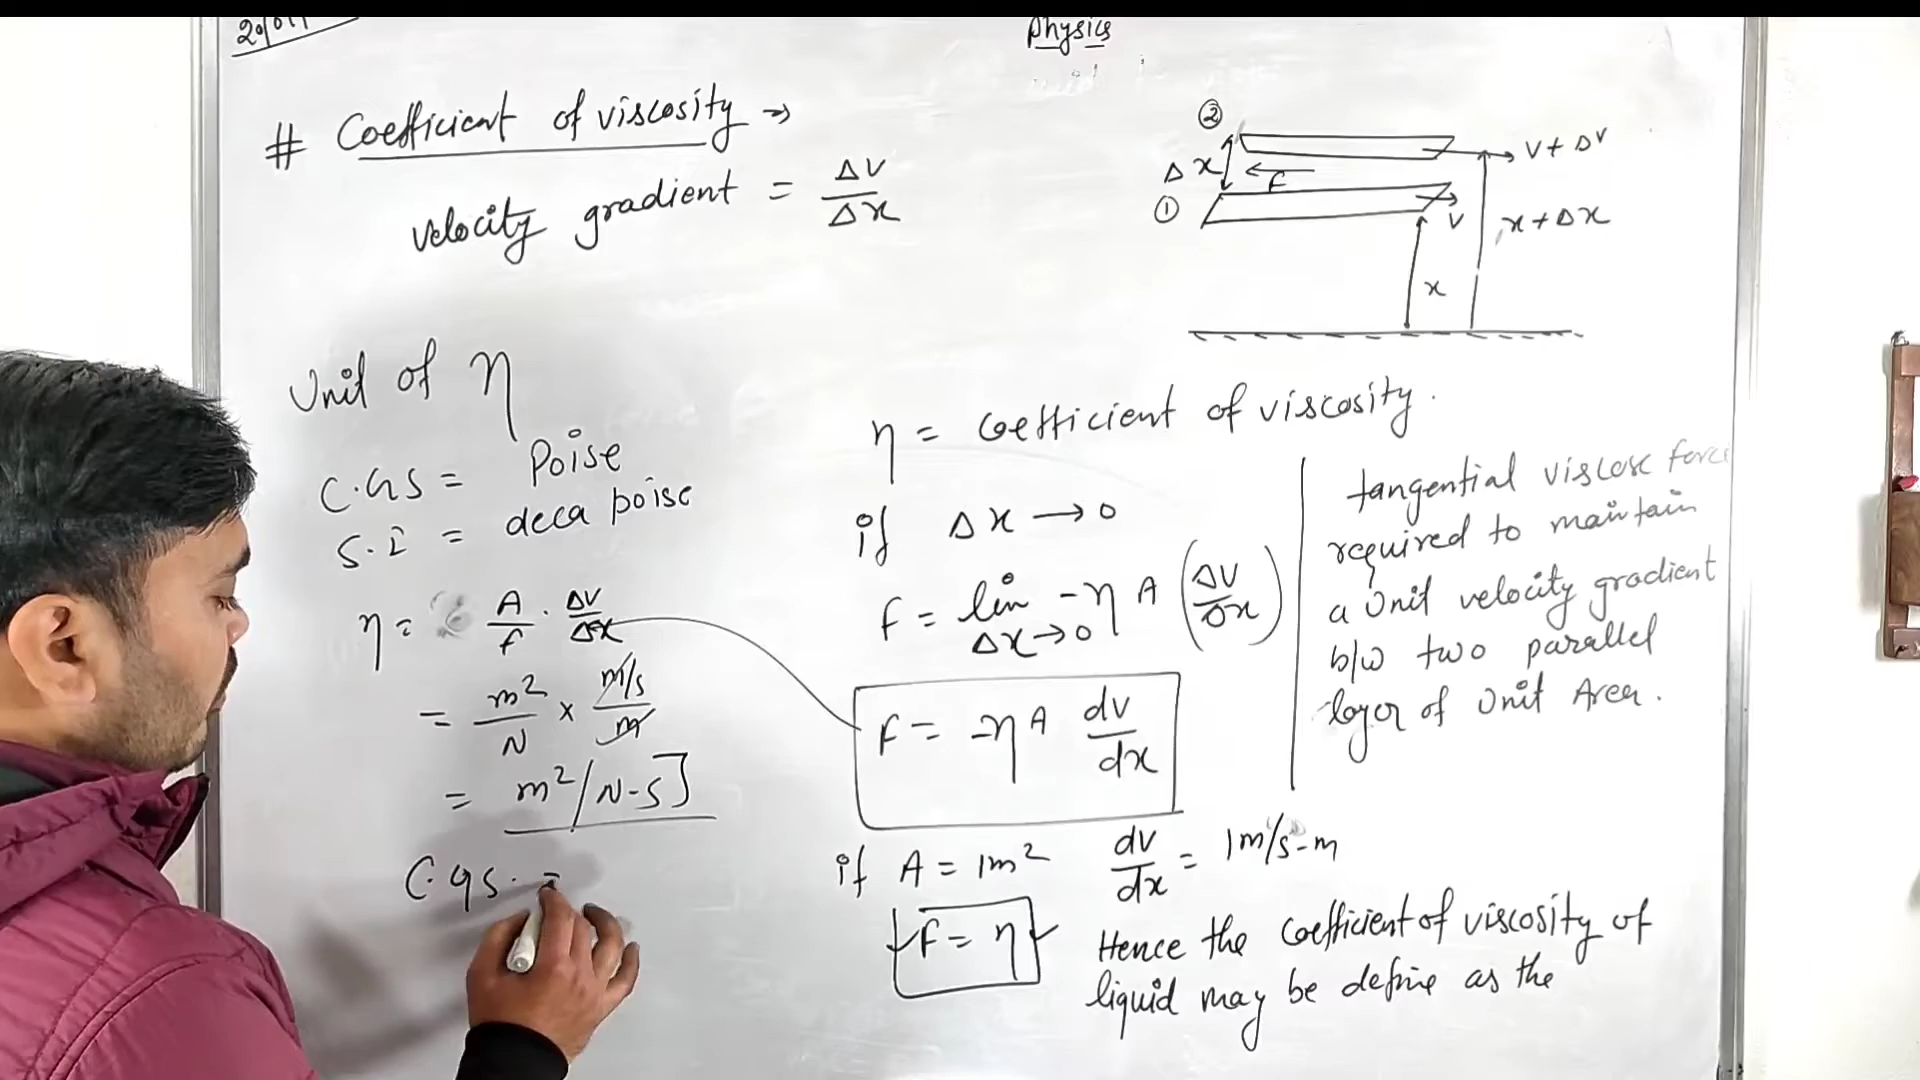 Physics
# Coefficient of viscosity →
velocity gradient = ΔV/Δx
②
V + ΔV
Δx
F
①
V
x + Δx
x
Unit of η
C.GS = Poise
S.I = deca poise
η = A/F · ΔV/Δx
= m²/N × m/s/m
= m²/N-S]
C.GS. =
η = Coefficient of viscosity.
if Δx → 0
F = lim Δx→0 -η A (ΔV/Δx)
F = -η A dv/dx
if A = 1m² dv/dx = 1m/s-m
F = η
Hence the Coefficient of viscosity of
liquid may be define as the
tangential viscose force
required to maintain
a Unit velocity gradient
b/w two parallel
layer of Unit Area.